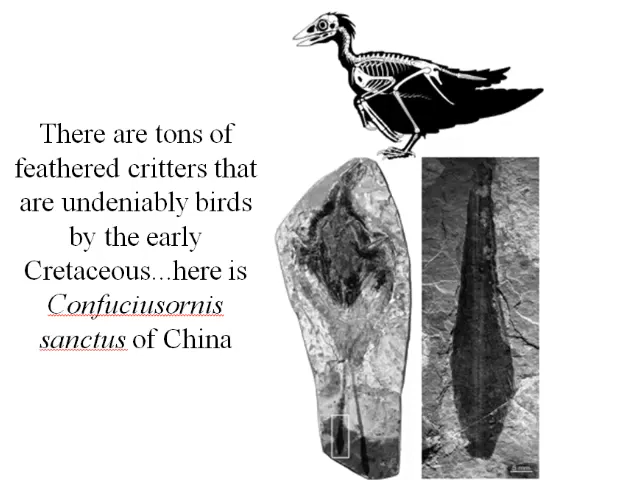 There are tons of
feathered critters that
are undeniably birds
by the early
Cretaceous...here is
Confuciusornis
sanctus of China